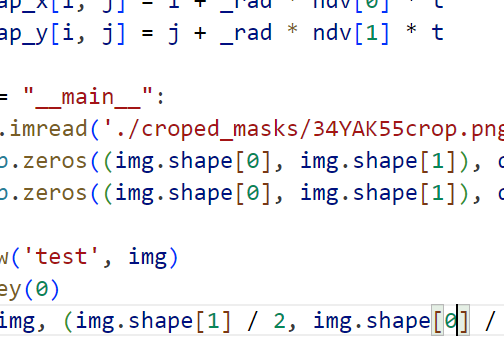 ap_x[i, j] = i + _rad * ndv[0] * t
ap_y[i, j] = j + _rad * ndv[1] * t
= "__main__":
.imread('./croped_masks/34YAK55crop.png
p.zeros((img.shape[0], img.shape[1]), d
p.zeros((img.shape[0], img.shape[1]), d
w('test', img)
ey(0)
img, (img.shape[1] / 2, img.shape[0] /